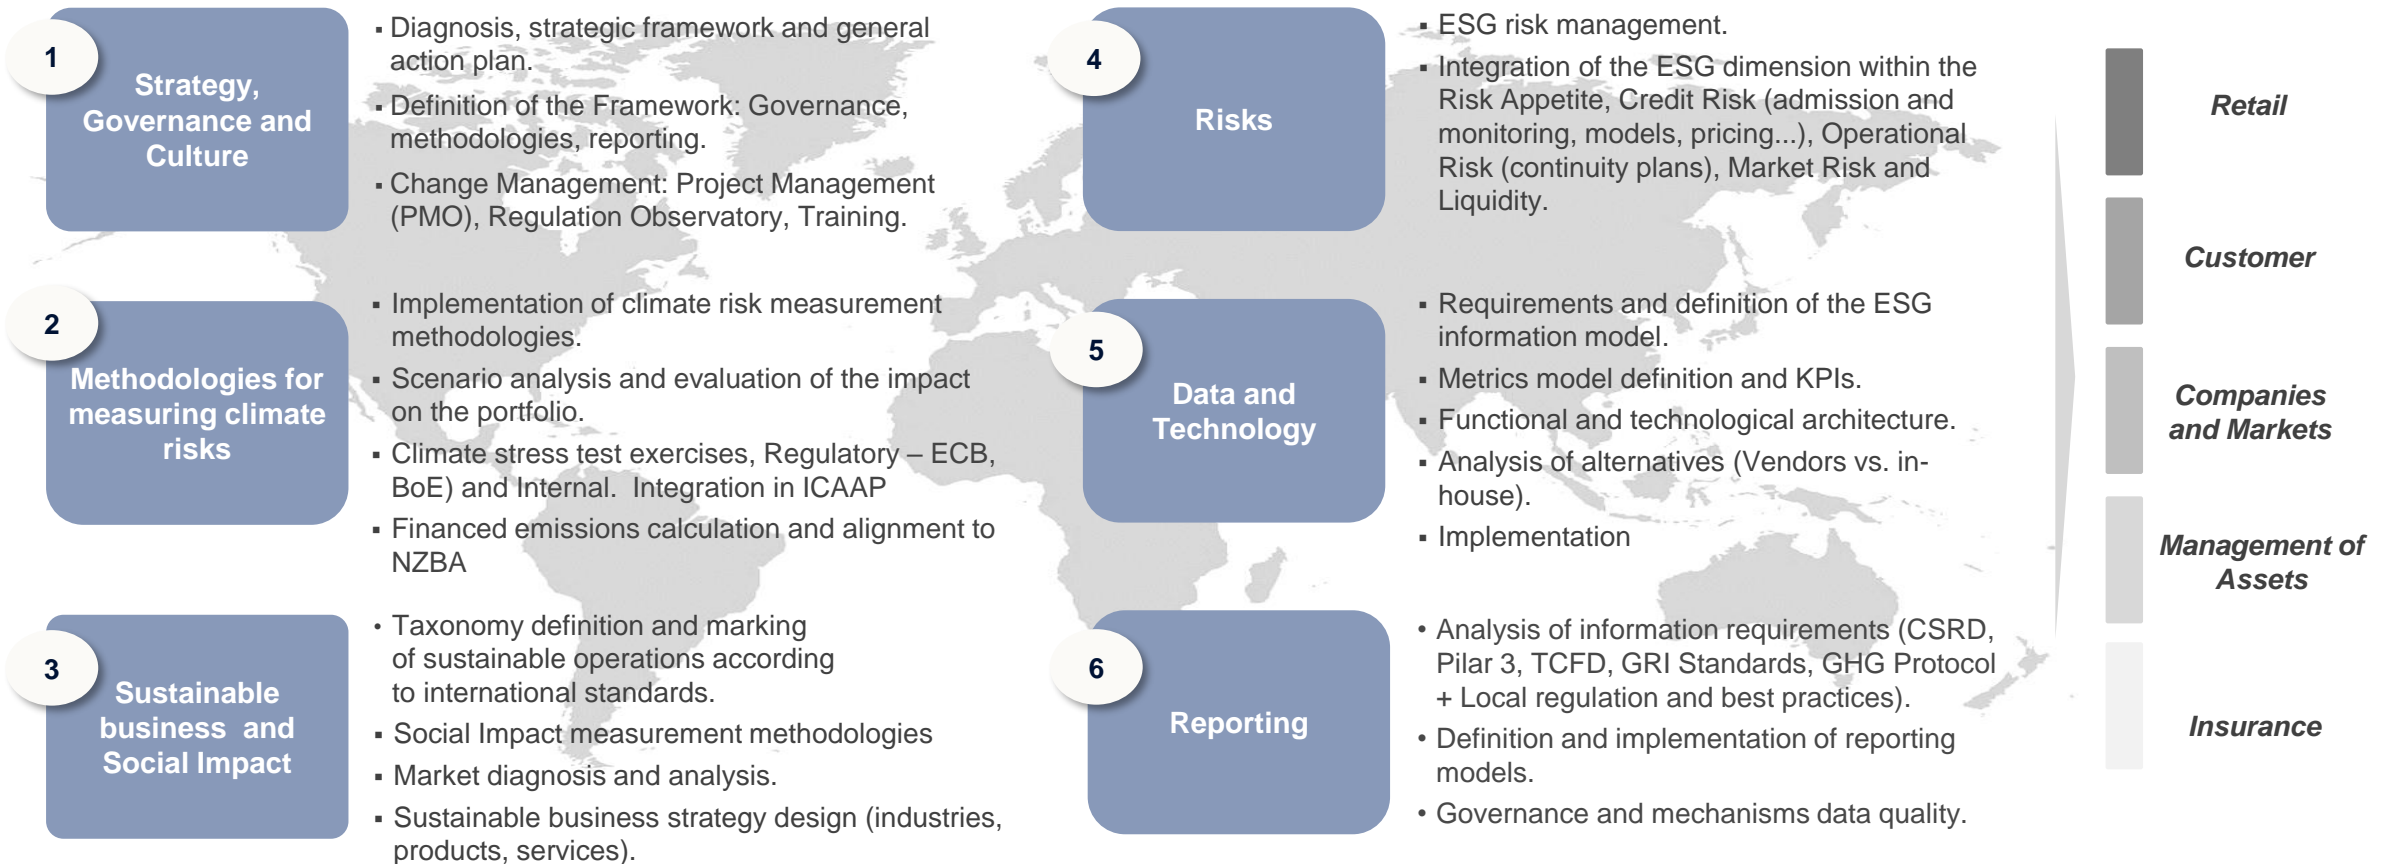 1
Strategy,
Governance and
Culture
▪ Diagnosis, strategic framework and general
action plan.
▪ Definition of the Framework: Governance,
methodologies, reporting.
▪ Change Management: Project Management
(PMO), Regulation Observatory, Training.
2
Methodologies for
measuring climate
risks
▪ Implementation of climate risk measurement
methodologies.
▪ Scenario analysis and evaluation of the impact
on the portfolio.
▪ Climate stress test exercises, Regulatory – ECB,
BoE) and Internal.  Integration in ICAAP
▪ Financed emissions calculation and alignment to
NZBA
3
Sustainable
business  and
Social Impact
• Taxonomy definition and marking
of sustainable operations according
to international standards.
▪ Social Impact measurement methodologies
▪ Market diagnosis and analysis.
▪ Sustainable business strategy design (industries,
products, services).
4
Risks
▪ ESG risk management.
▪ Integration of the ESG dimension within the
Risk Appetite, Credit Risk (admission and
monitoring, models, pricing...), Operational
Risk (continuity plans), Market Risk and
Liquidity.
5
Data and
Technology
▪ Requirements and definition of the ESG
information model.
▪ Metrics model definition and KPIs.
▪ Functional and technological architecture.
▪ Analysis of alternatives (Vendors vs. in-
house).
▪ Implementation
6
Reporting
• Analysis of information requirements (CSRD,
Pilar 3, TCFD, GRI Standards, GHG Protocol
+ Local regulation and best practices).
• Definition and implementation of reporting
models.
• Governance and mechanisms data quality.
Retail
Customer
Companies
and Markets
Management of
Assets
Insurance